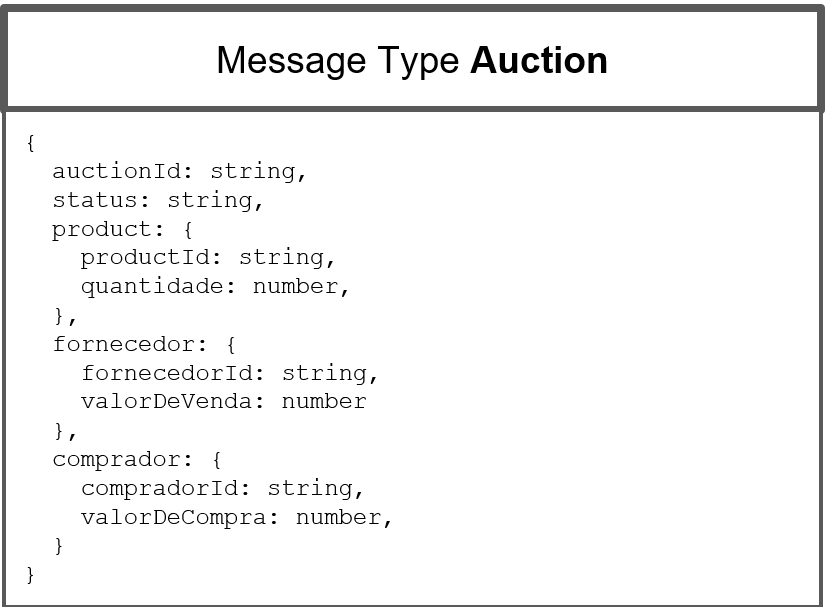 Message Type Auction
{
  auctionId: string,
  status: string,
  product: {
    productId: string,
    quantidade: number,
  },
  fornecedor: {
    fornecedorId: string,
    valorDeVenda: number
  },
  comprador: {
    compradorId: string,
    valorDeCompra: number,
  }
}